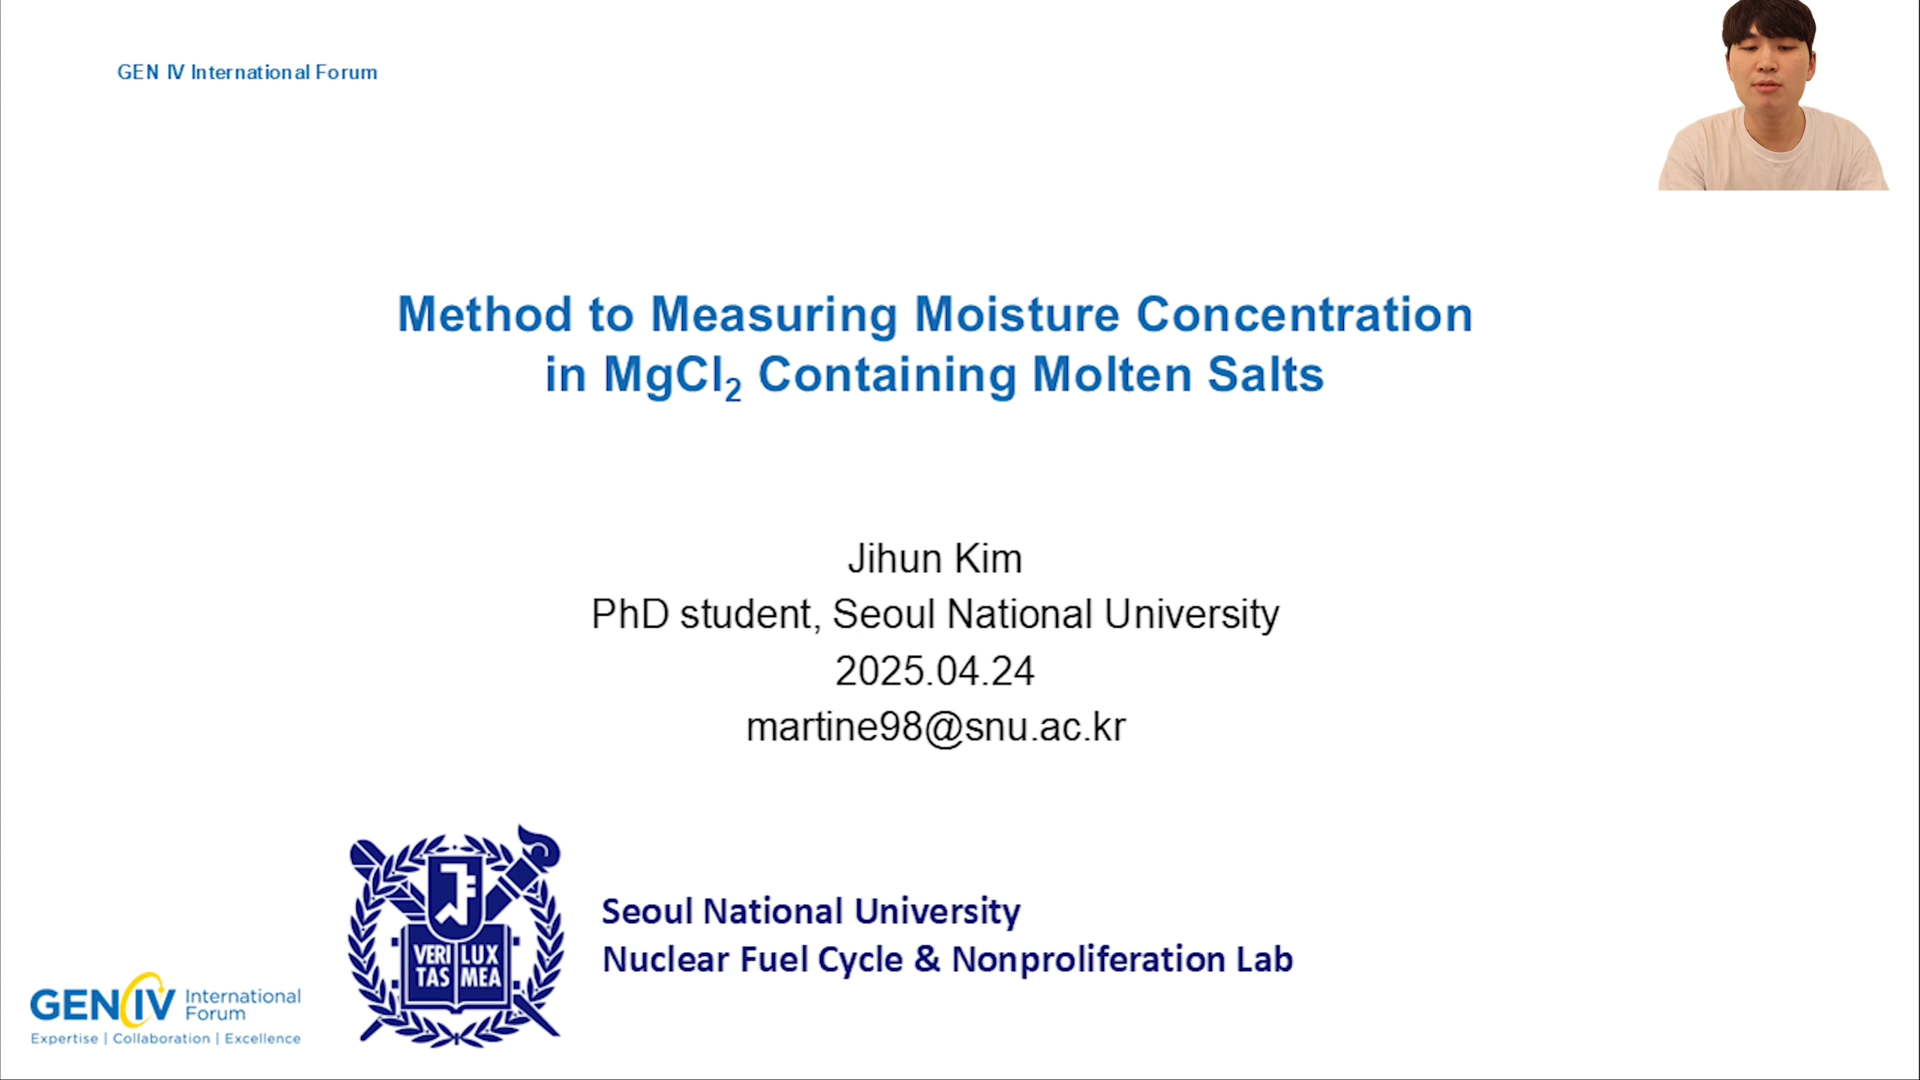 GEN IV International Forum
Method to Measuring Moisture Concentration
in MgCl₂ Containing Molten Salts
Jihun Kim
PhD student, Seoul National University
2025.04.24
martine98@snu.ac.kr
VERI LUX
TAS MEA
Seoul National University
Nuclear Fuel Cycle & Nonproliferation Lab
GEN IV International
Forum
Expertise | Collaboration | Excellence